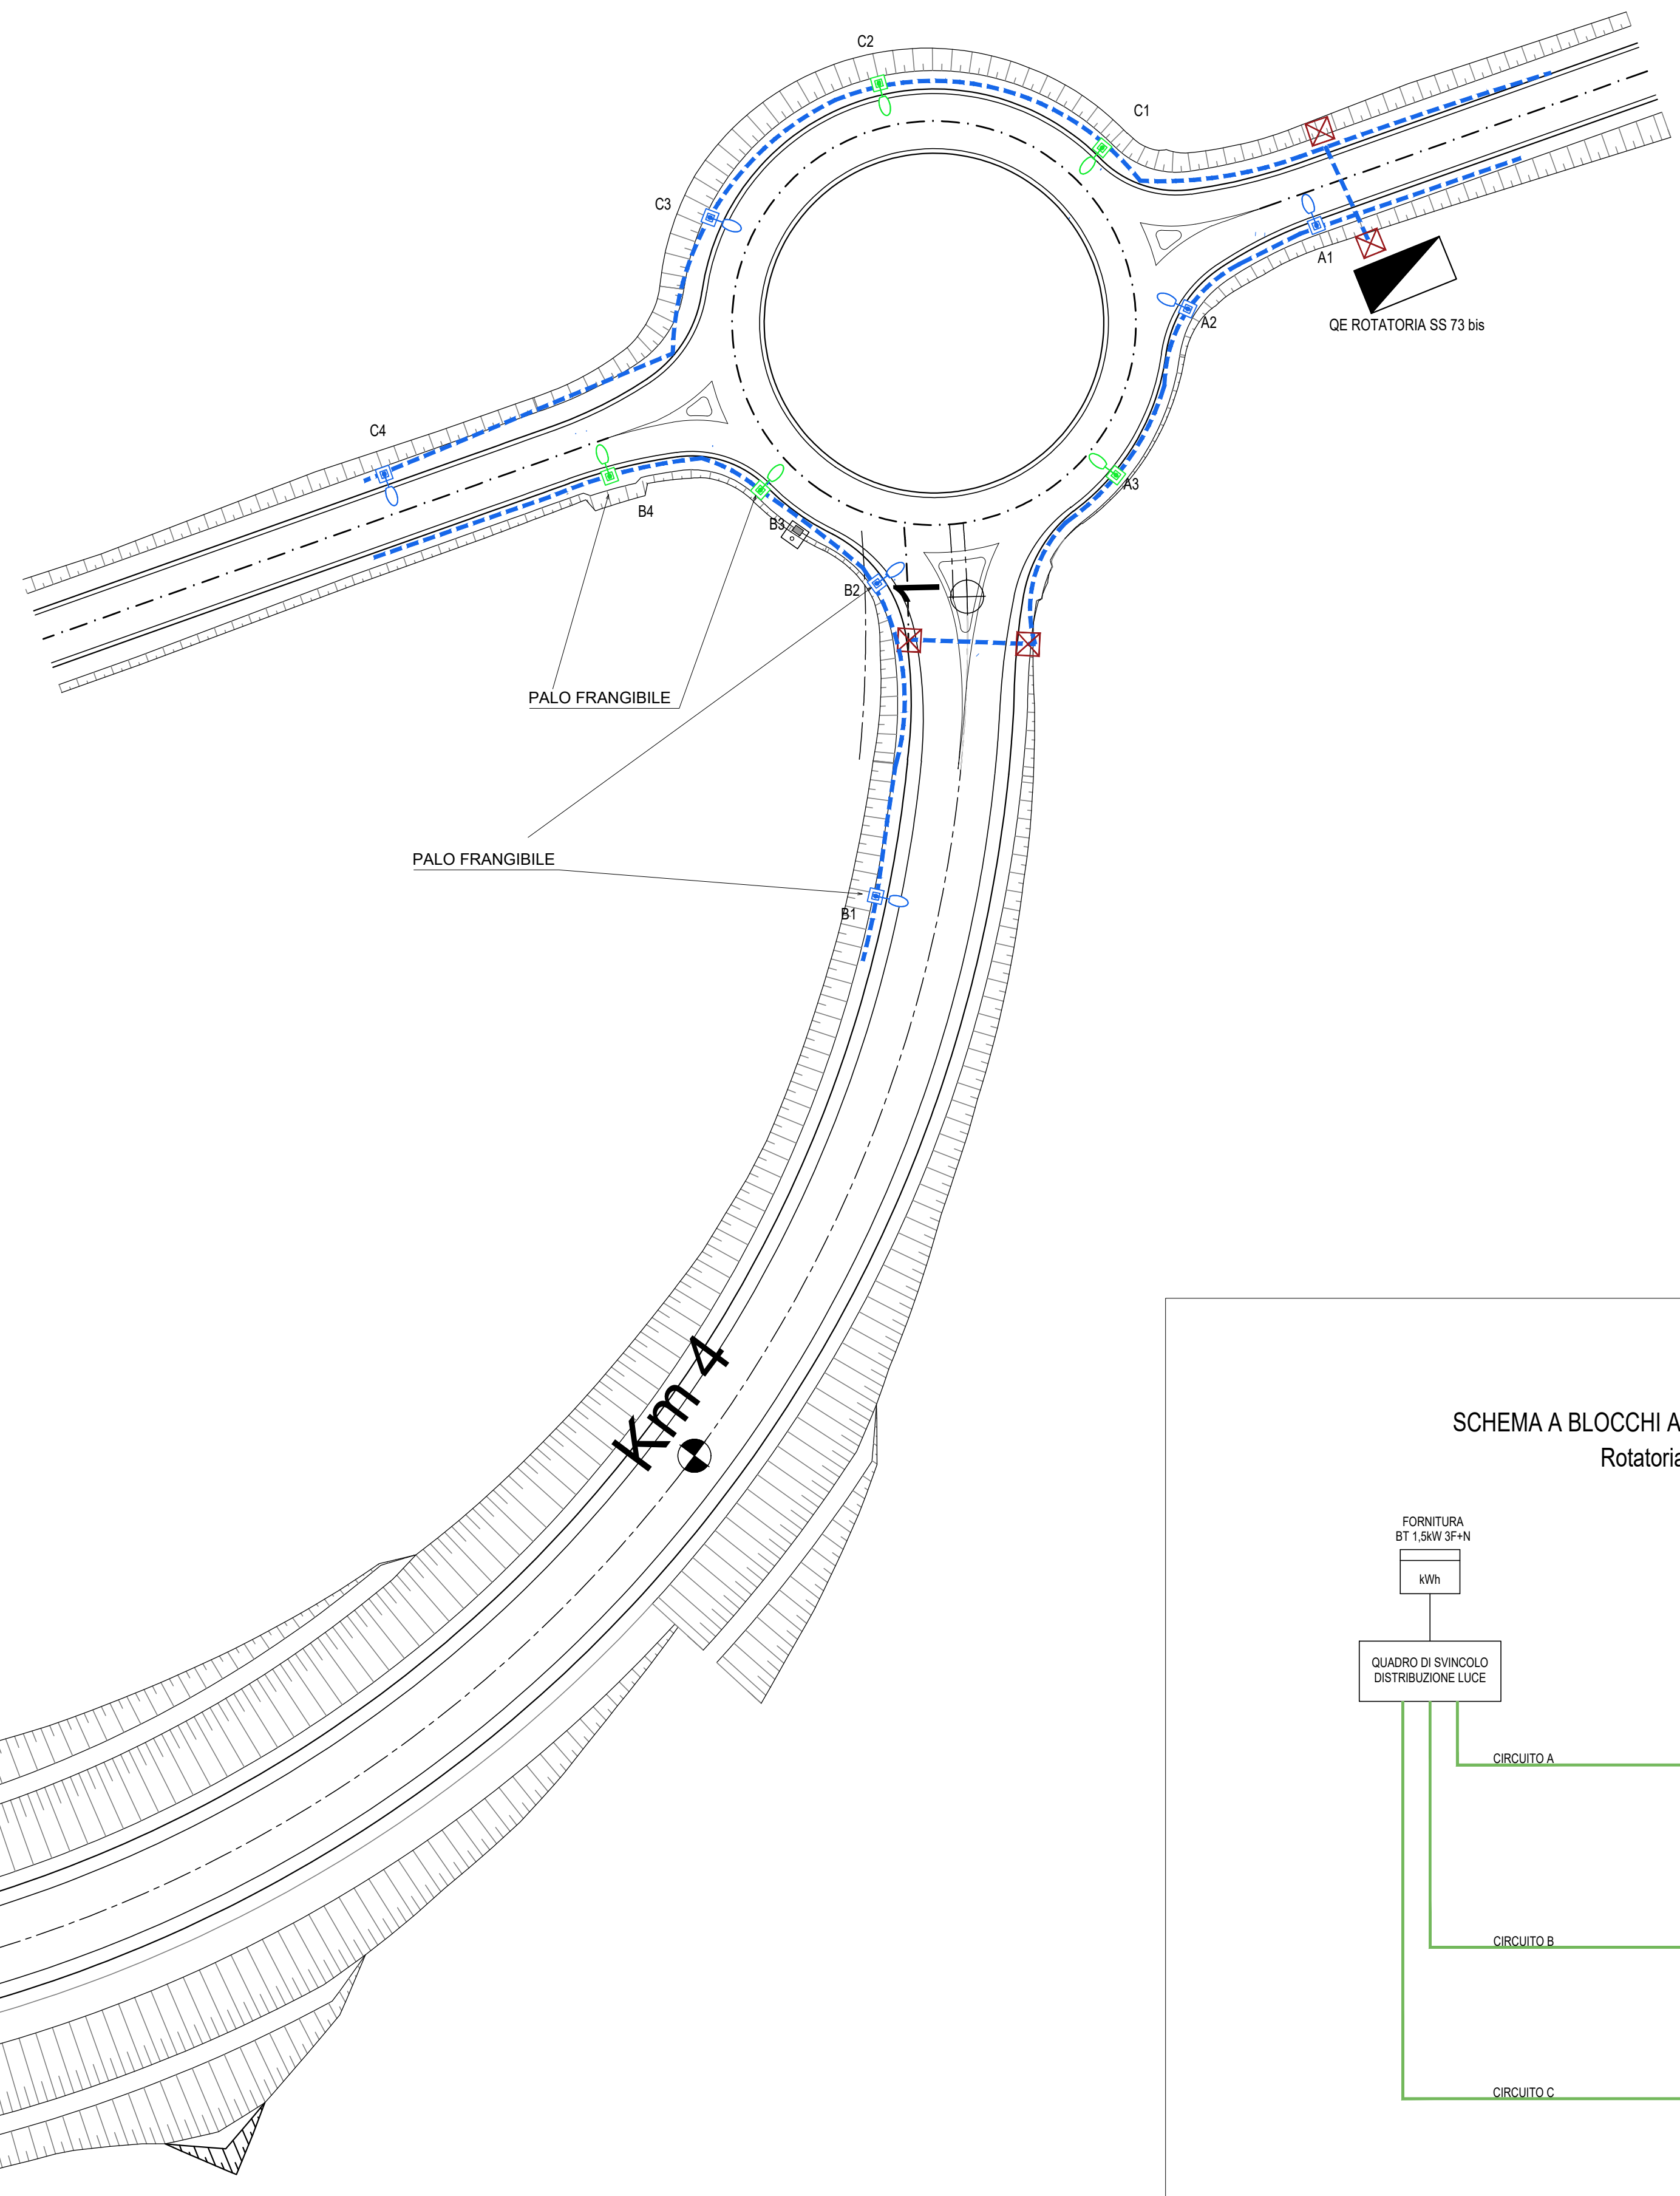 C2
C1
C3
A1
A2
QE ROTATORIA SS 73 bis
C4
A3
B4
B3
B2
1
PALO FRANGIBILE
PALO FRANGIBILE
B1
Km 4
SCHEMA A BLOCCHI A
Rotatoria
FORNITURA
BT 1,5kW 3F+N
kWh
QUADRO DI SVINCOLO
DISTRIBUZIONE LUCE
CIRCUITO A
CIRCUITO B
CIRCUITO C